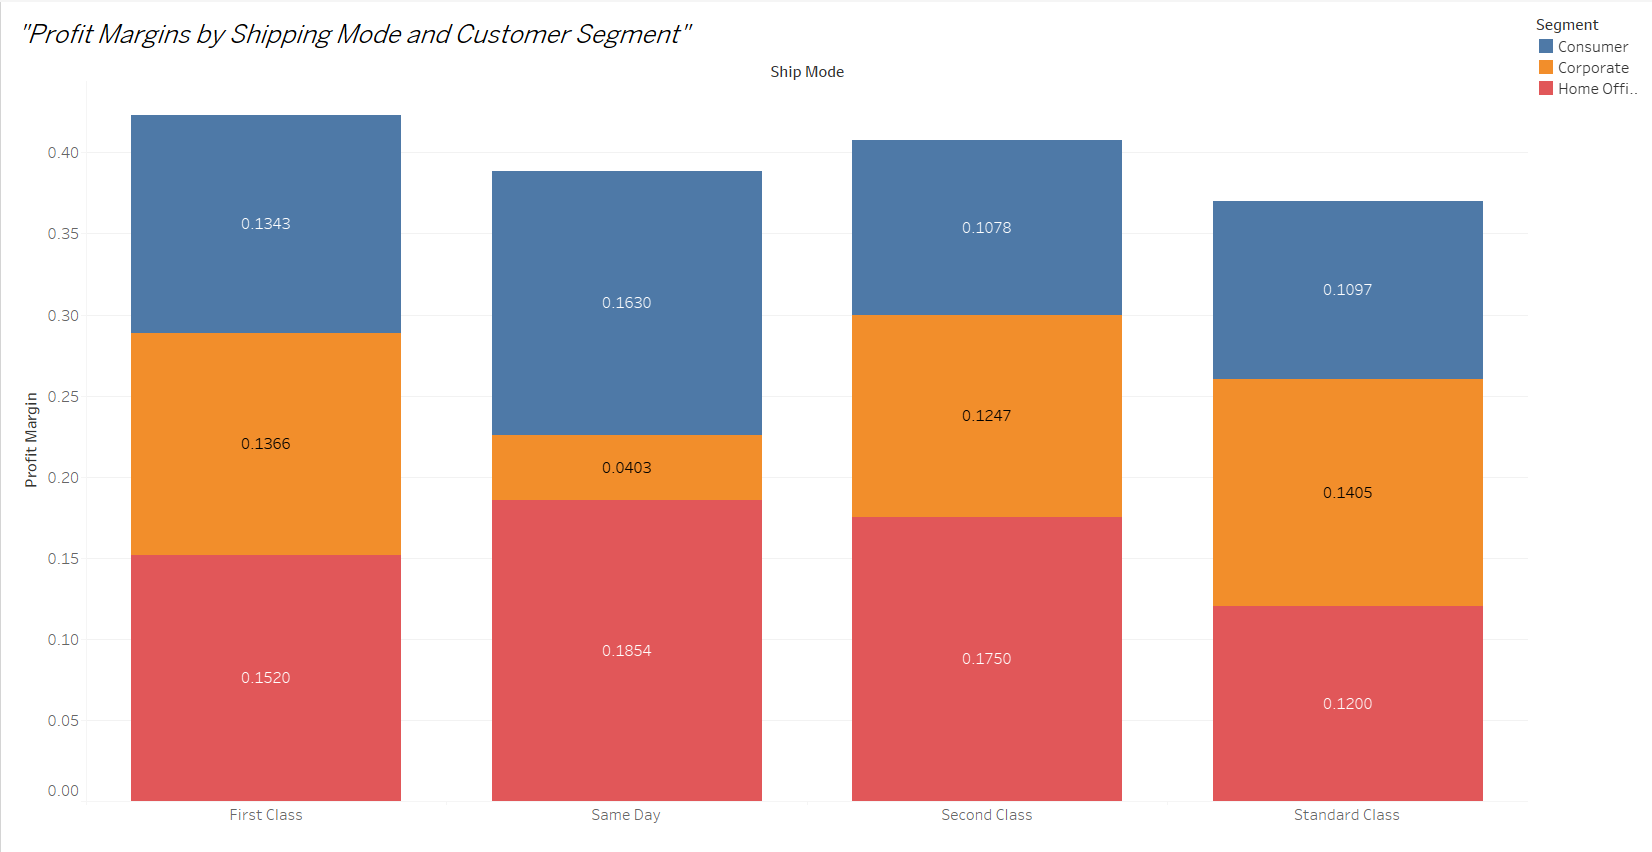 "Profit Margins by Shipping Mode and Customer Segment"
Segment
Consumer
Corporate
Home Offi..
Ship Mode
Profit Margin
0.40
0.35
0.30
0.25
0.20
0.15
0.10
0.05
0.00
0.1343
0.1366
0.1520
0.1630
0.0403
0.1854
0.1078
0.1247
0.1750
0.1097
0.1405
0.1200
First Class
Same Day
Second Class
Standard Class